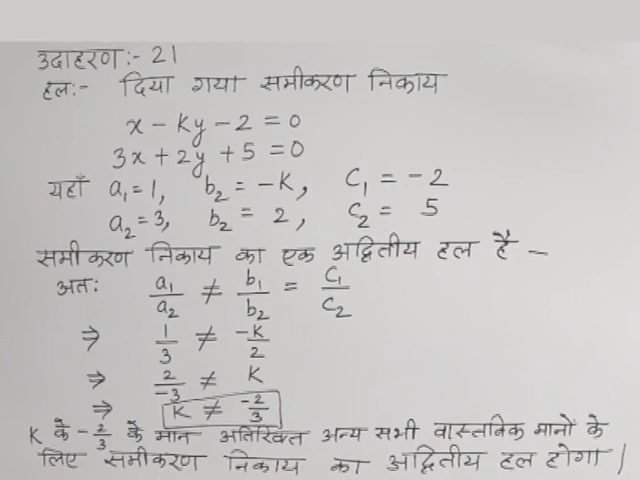 उदाहरण:- 21
हल:- दिया गया समीकरण निकाय
x - Ky - 2 = 0
3x + 2y + 5 = 0
यहाँ a₁ = 1, b₂ = -K, C₁ = -2
a₂ = 3, b₂ = 2, C₂ = 5
समीकरण निकाय का एक अद्वितीय हल है -
अतः a₁/a₂ ≠ b₁/b₂ = C₁/C₂
⇒ 1/3 ≠ -K/2
⇒ 2/-3 ≠ K
⇒ K ≠ -2/3
K के -2/3 के मान अतिरिक्त अन्य सभी वास्तविक मानों के
लिए समीकरण निकाय का अद्वितीय हल होगा |